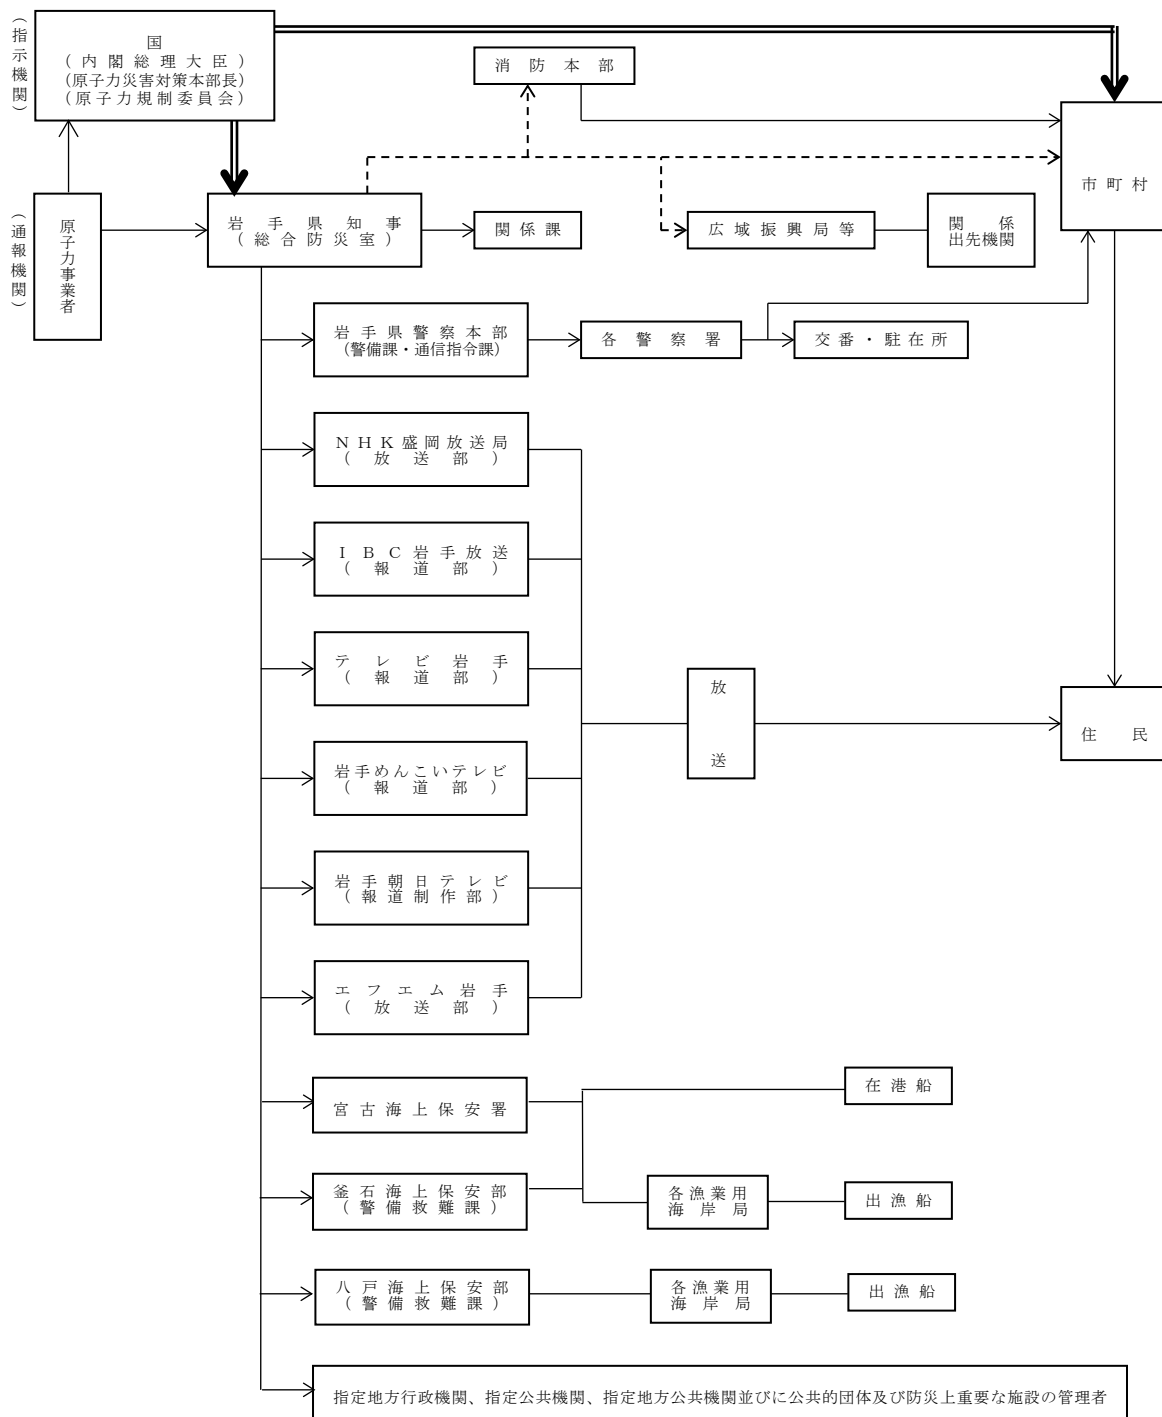 （指示機関）
国
（内閣総理大臣）
（原子力災害対策本部長）
（原子力規制委員会）
消防本部
市町村
（通報機関）
原子力事業者
岩手県知事
（総合防災室）
関係課
広域振興局等
関係
出先機関
岩手県警察本部
（警備課・通信指令課）
各警察署
交番・駐在所
ＮＨＫ盛岡放送局
（放送部）
ＩＢＣ岩手放送
（報道部）
テレビ岩手
（報道部）
放送
住民
岩手めんこいテレビ
（報道部）
岩手朝日テレビ
（報道制作部）
エフエム岩手
（放送部）
在港船
宮古海上保安署
釜石海上保安部
（警備救難課）
各漁業用
海岸局
出漁船
八戸海上保安部
（警備救難課）
各漁業用
海岸局
出漁船
指定地方行政機関、指定公共機関、指定地方公共機関並びに公共的団体及び防災上重要な施設の管理者